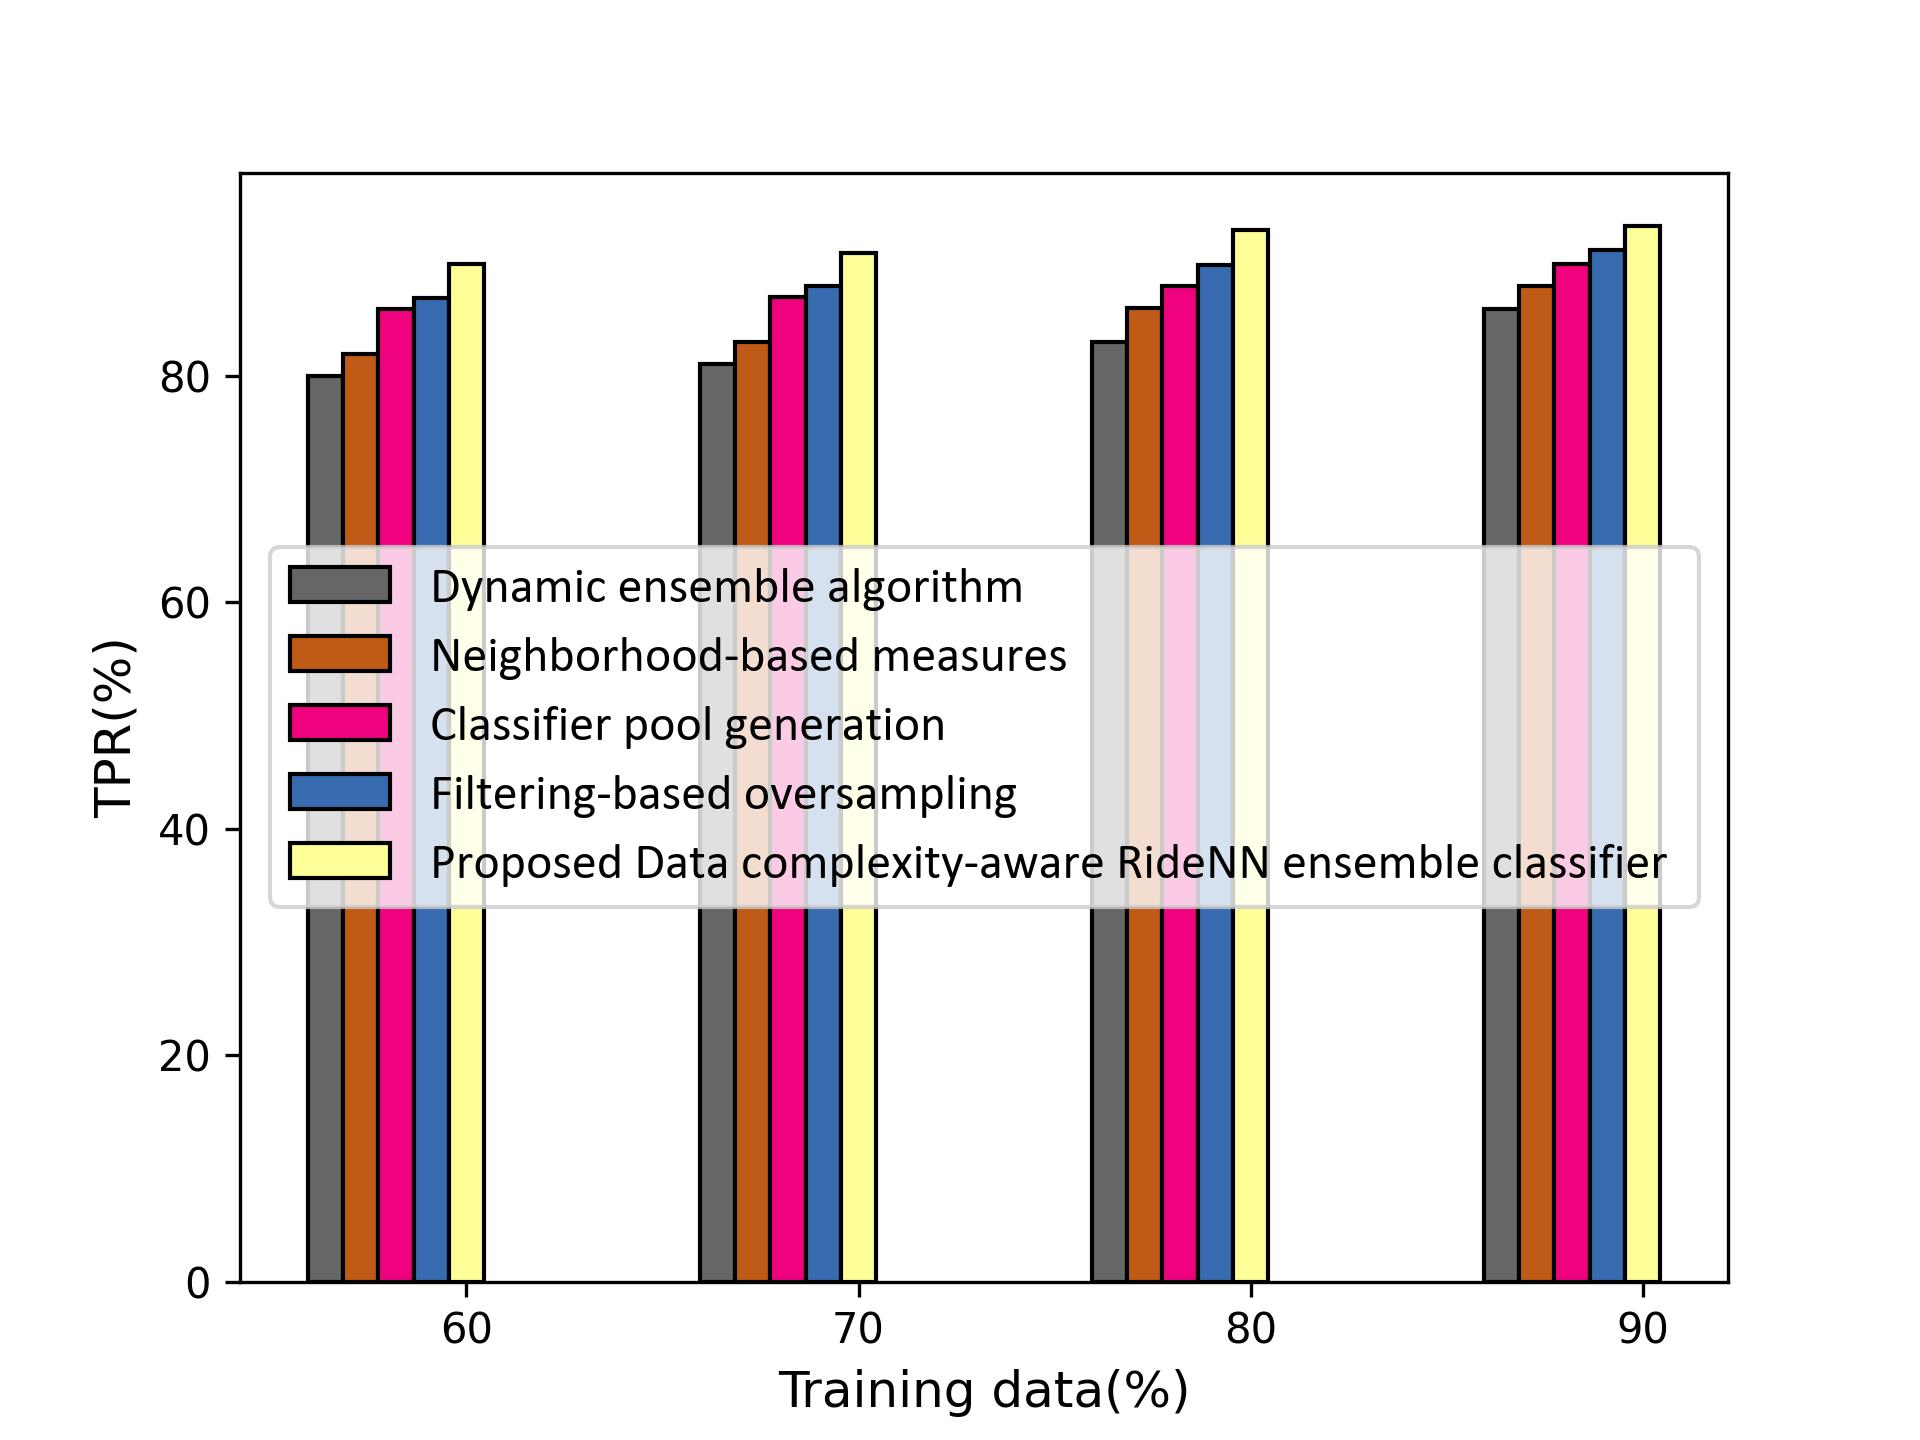 80
60
40
20
0
TPR(%)
Dynamic ensemble algorithm
Neighborhood-based measures
Classifier pool generation
Filtering-based oversampling
Proposed Data complexity-aware RideNN ensemble classifier
60 70 80 90
Training data(%)